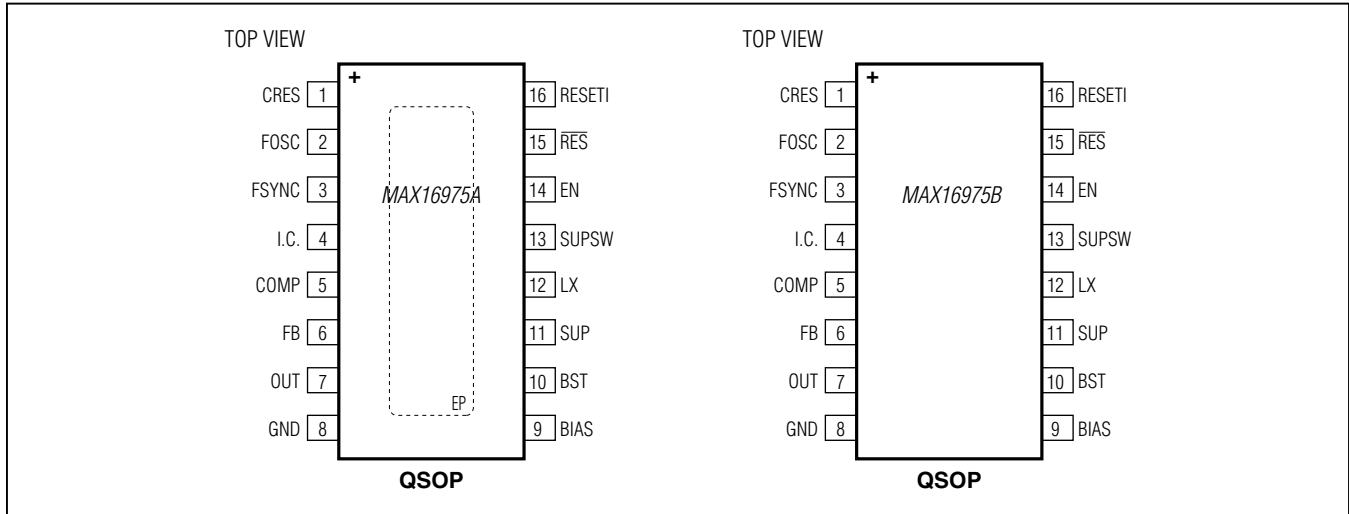 TOP VIEW
+
CRES 1
FOSC 2
FSYNC 3
I.C. 4
COMP 5
FB 6
OUT 7
GND 8
16 RESETI
15 RES
14 EN
13 SUPSW
12 LX
11 SUP
10 BST
9 BIAS
MAX16975A
EP
QSOP
TOP VIEW
+
CRES 1
FOSC 2
FSYNC 3
I.C. 4
COMP 5
FB 6
OUT 7
GND 8
16 RESETI
15 RES
14 EN
13 SUPSW
12 LX
11 SUP
10 BST
9 BIAS
MAX16975B
QSOP